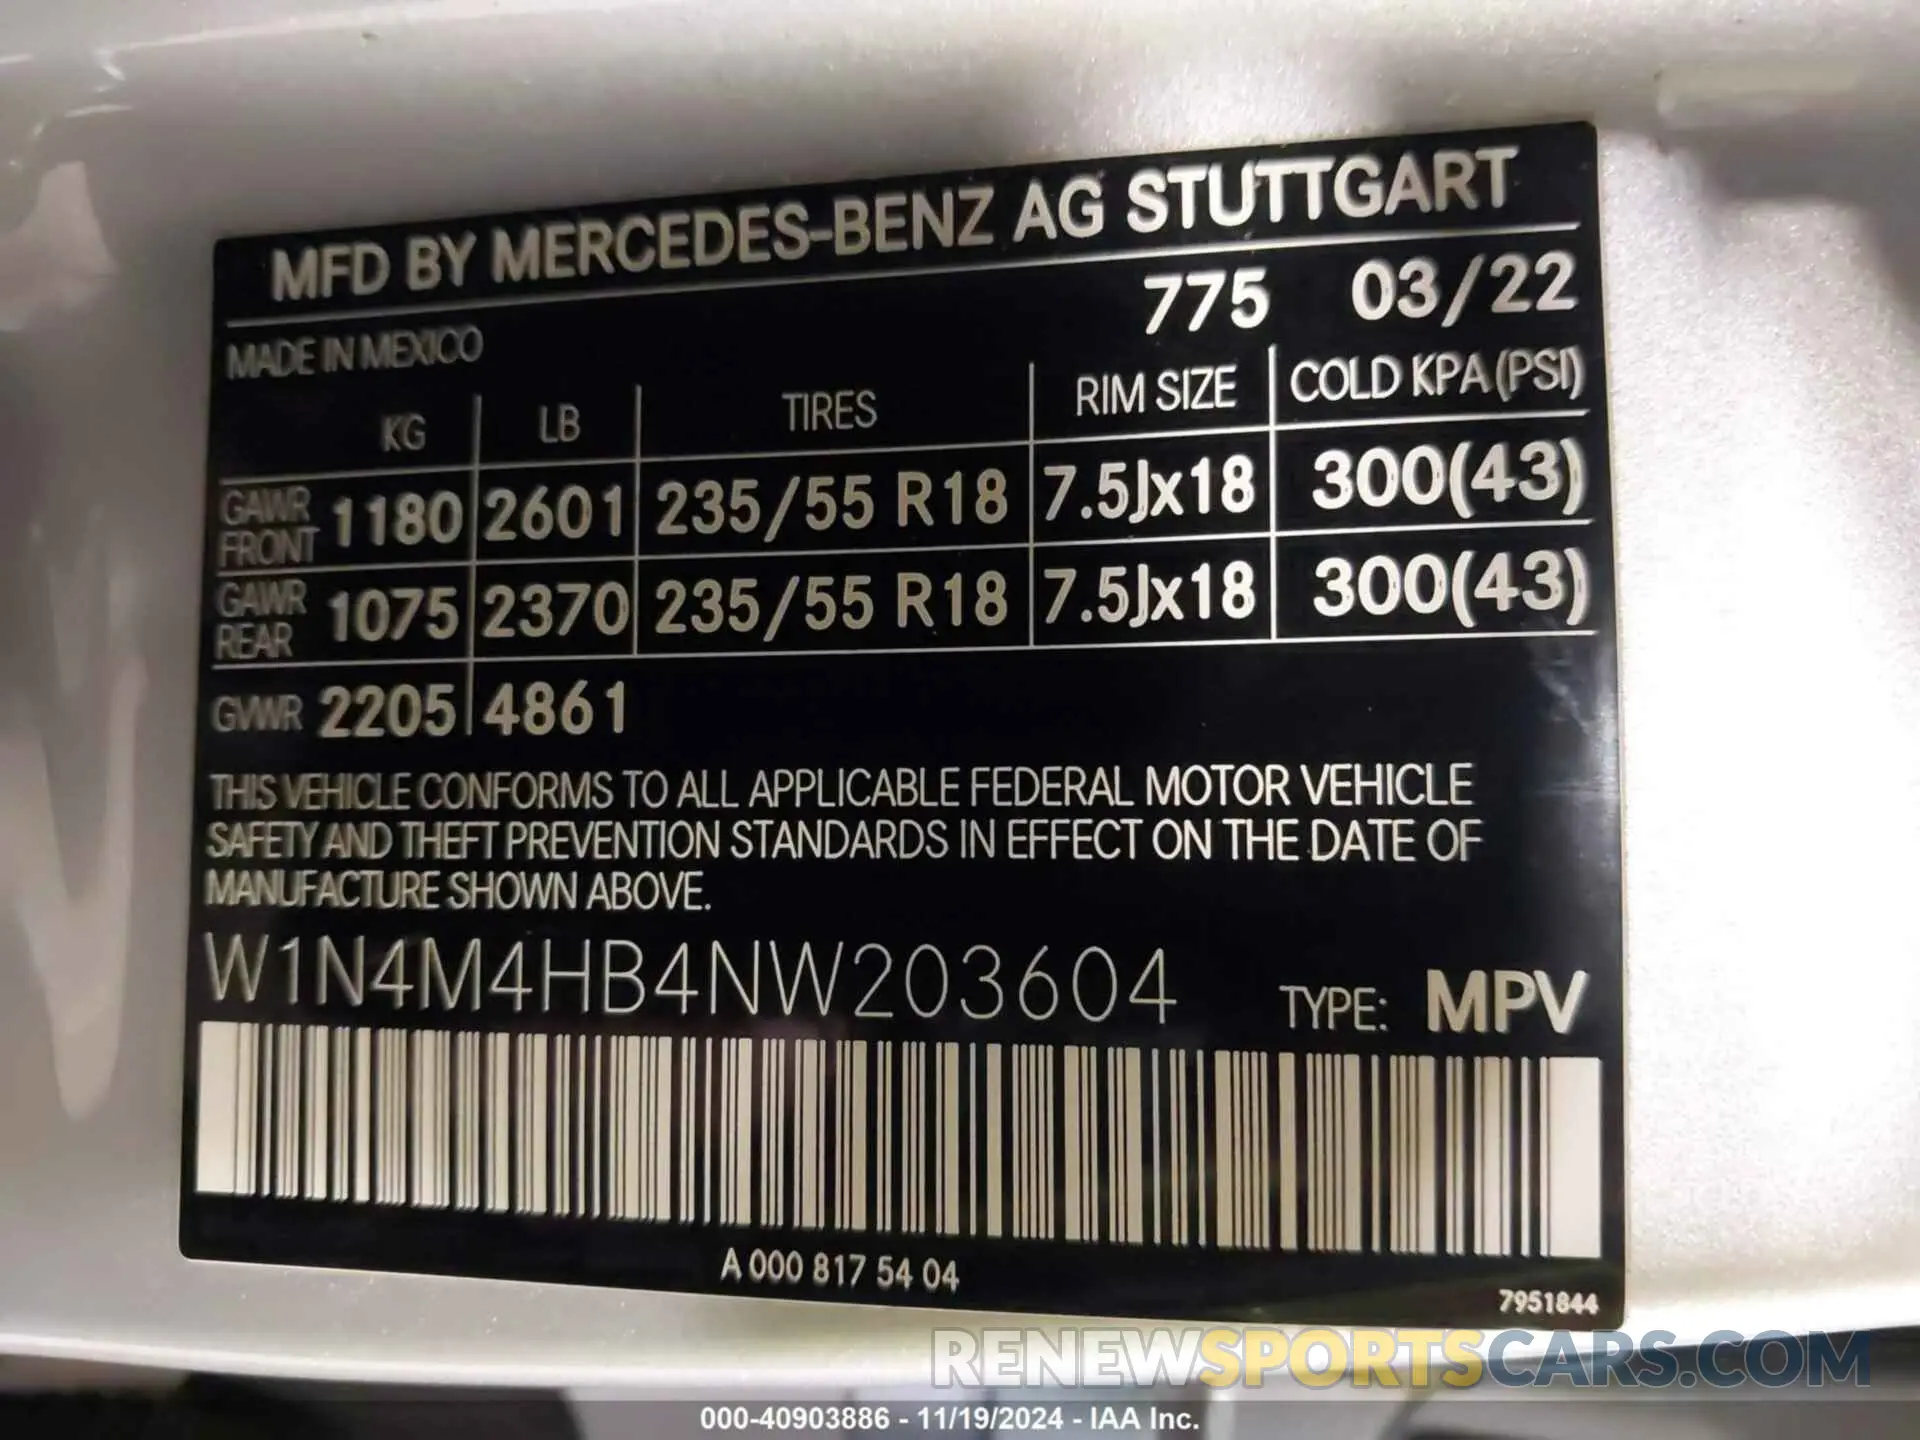 MFD BY MERCEDES-BENZ AG STUTTGART
775 03/22
MADE IN MEXICO
KG LB TIRES RIM SIZE COLD KPA (PSI)
GAWR FRONT 1180 2601 235/55 R18 7.5Jx18 300(43)
GAWR REAR 1075 2370 235/55 R18 7.5Jx18 300(43)
GVWR 2205 4861
THIS VEHICLE CONFORMS TO ALL APPLICABLE FEDERAL MOTOR VEHICLE
SAFETY AND THEFT PREVENTION STANDARDS IN EFFECT ON THE DATE OF
MANUFACTURE SHOWN ABOVE.
W1N4M4HB4NW203604 TYPE: MPV
A 000 817 54 04
7951844
RENEWSPORTSCARS.COM
000-40903886 - 11/19/2024 - IAA Inc.